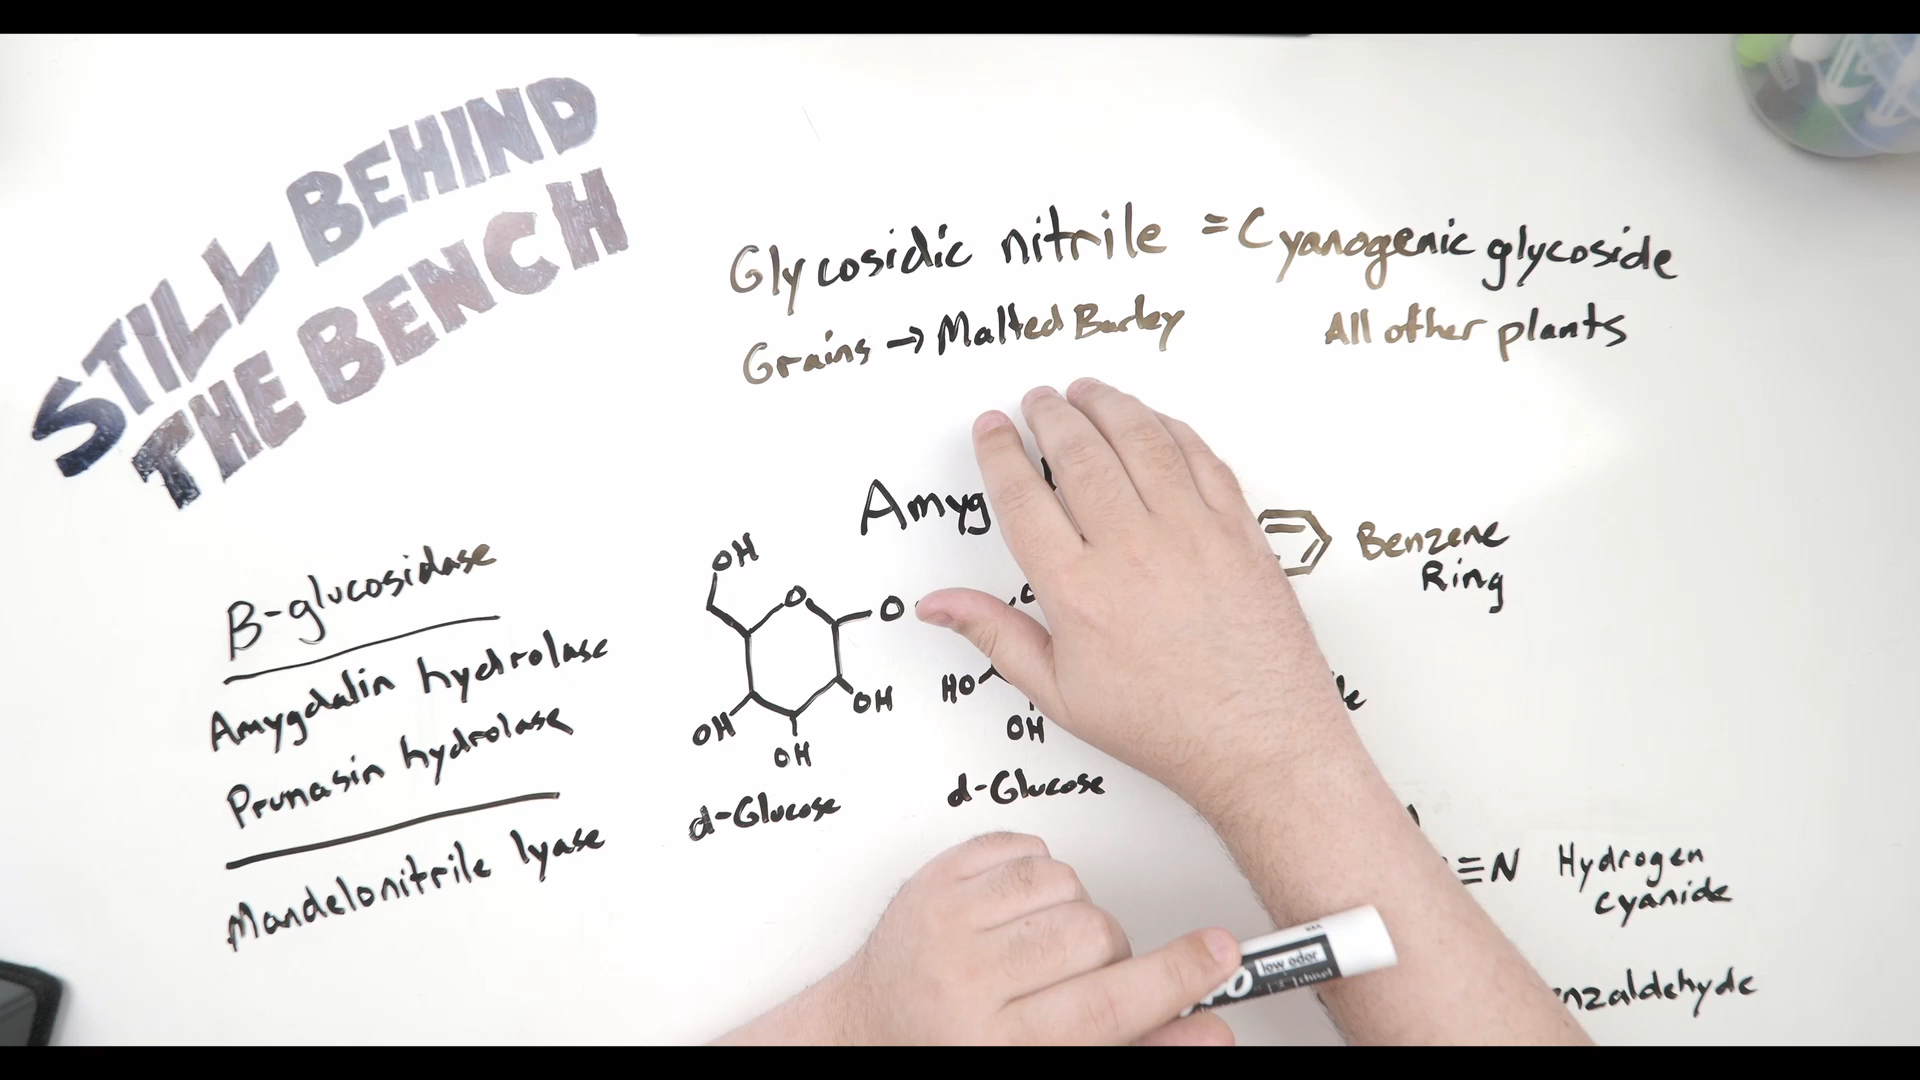 STILL BEHIND
THE BENCH
Glycosidic nitrile = Cyanogenic glycoside
Grains → Malted Barley
All other plants
Amyg
Benzene
Ring
B-glucosidase
Amygdalin hydrolase
Prunasin hydrolase
Mandelonitrile lyase
OH
O
O
OH
OH
OH
d-Glucose
HO
OH
d-Glucose
≡N
Hydrogen
cyanide
nzaldehyde
low odor
chisel